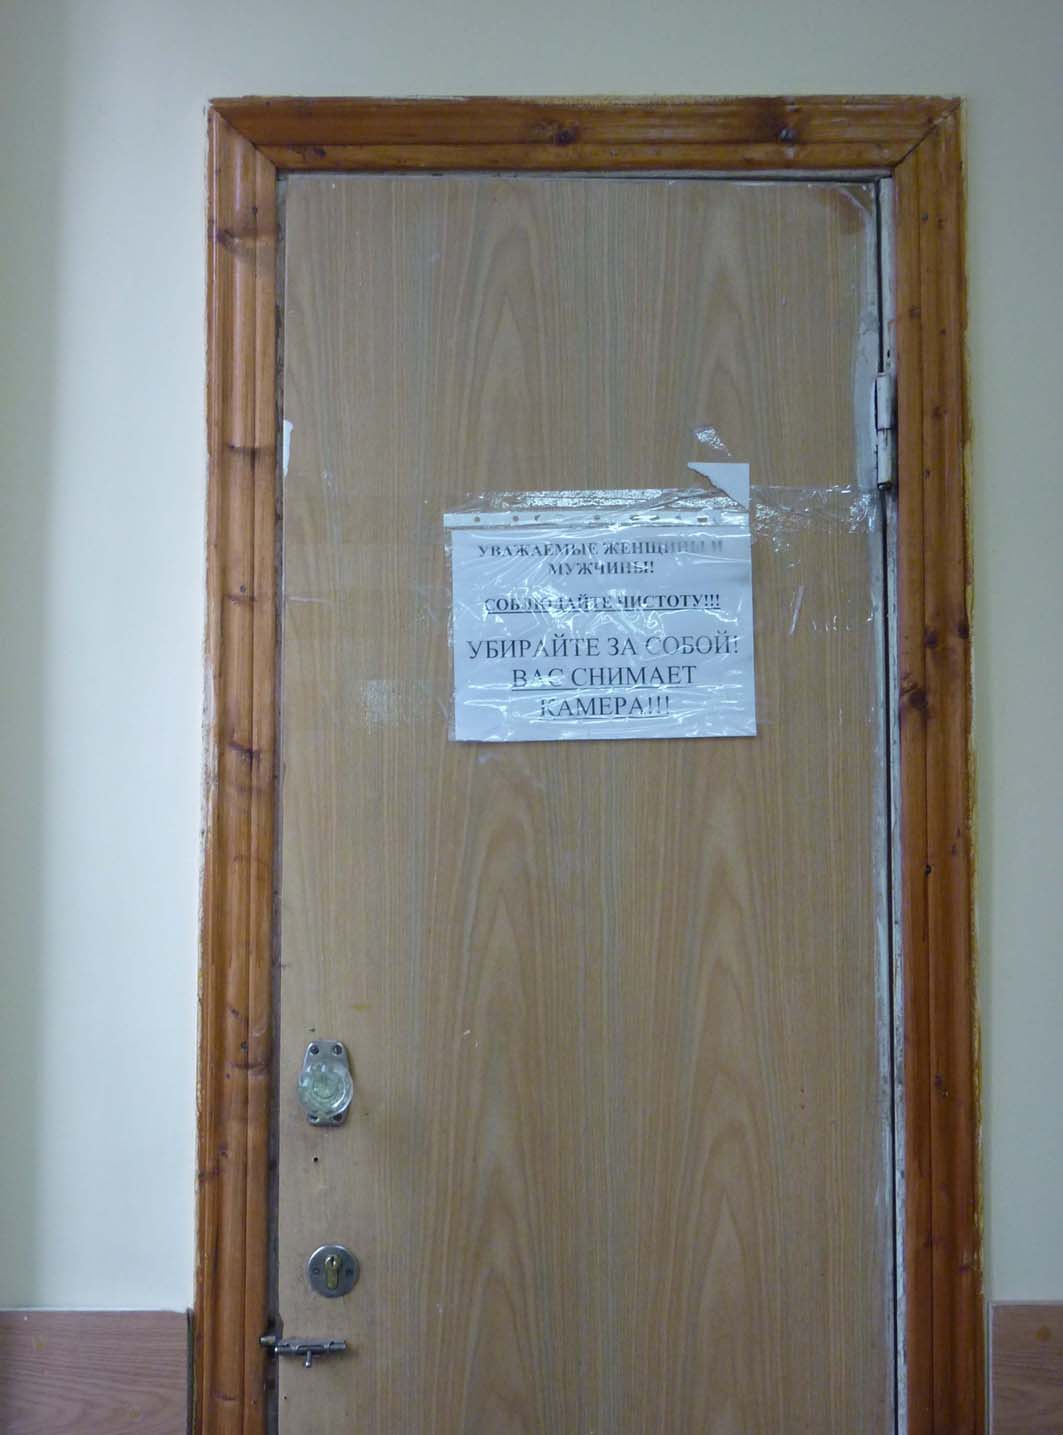 УВАЖАЕМЫЕ ЖЕНЩИНЫ И
МУЖЧИНЫ!
СОБЛЮДАЙТЕ ЧИСТОТУ!!!
УБИРАЙТЕ ЗА СОБОЙ!
ВАС СНИМАЕТ
КАМЕРА!!!